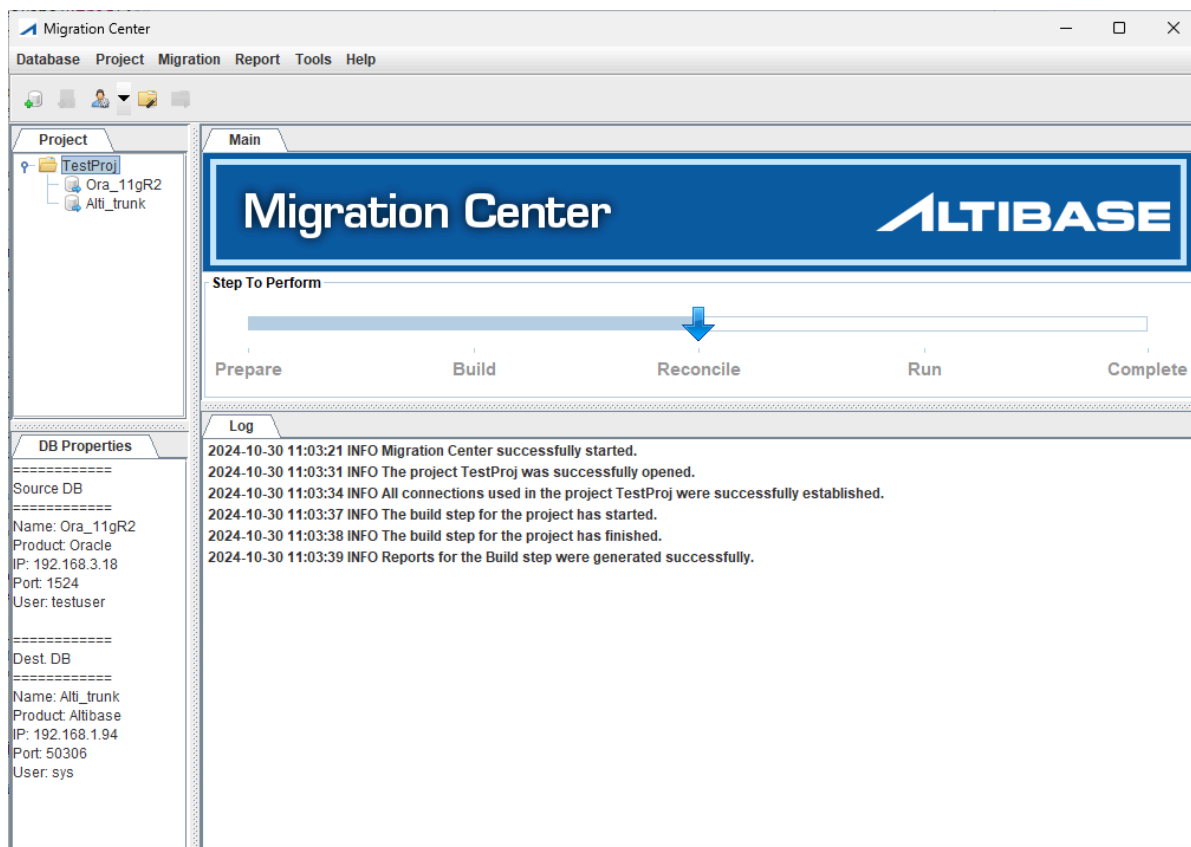 Migration Center
Database Project Migration Report Tools Help
Project
TestProj
Ora_11gR2
Alti_trunk
Main
Migration Center
ALTIBASE
Step To Perform
Prepare Build Reconcile Run Complete
DB Properties
============
Source DB
============
Name: Ora_11gR2
Product: Oracle
IP: 192.168.3.18
Port: 1524
User: testuser
============
Dest. DB
============
Name: Alti_trunk
Product: Altibase
IP: 192.168.1.94
Port: 50306
User: sys
Log
2024-10-30 11:03:21 INFO Migration Center successfully started.
2024-10-30 11:03:31 INFO The project TestProj was successfully opened.
2024-10-30 11:03:34 INFO All connections used in the project TestProj were successfully established.
2024-10-30 11:03:37 INFO The build step for the project has started.
2024-10-30 11:03:38 INFO The build step for the project has finished.
2024-10-30 11:03:39 INFO Reports for the Build step were generated successfully.